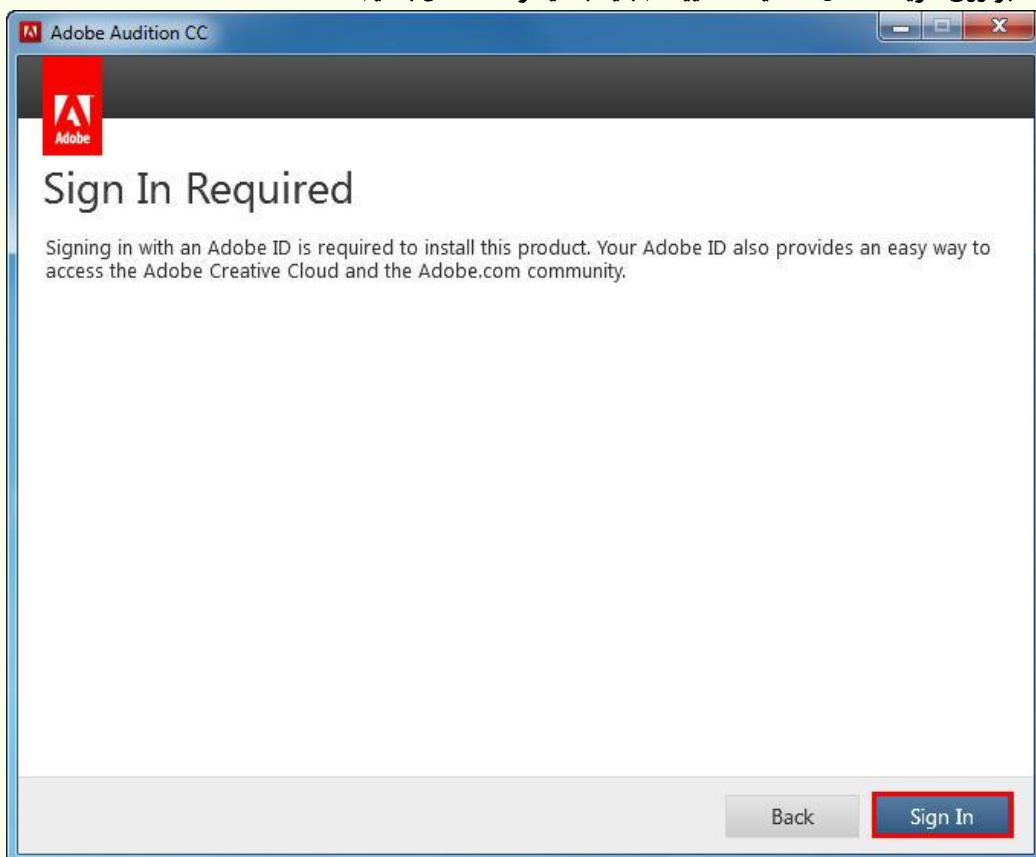 Adobe Audition CC
Adobe
Sign In Required
Signing in with an Adobe ID is required to install this product. Your Adobe ID also provides an easy way to
access the Adobe Creative Cloud and the Adobe.com community.
Back
Sign In